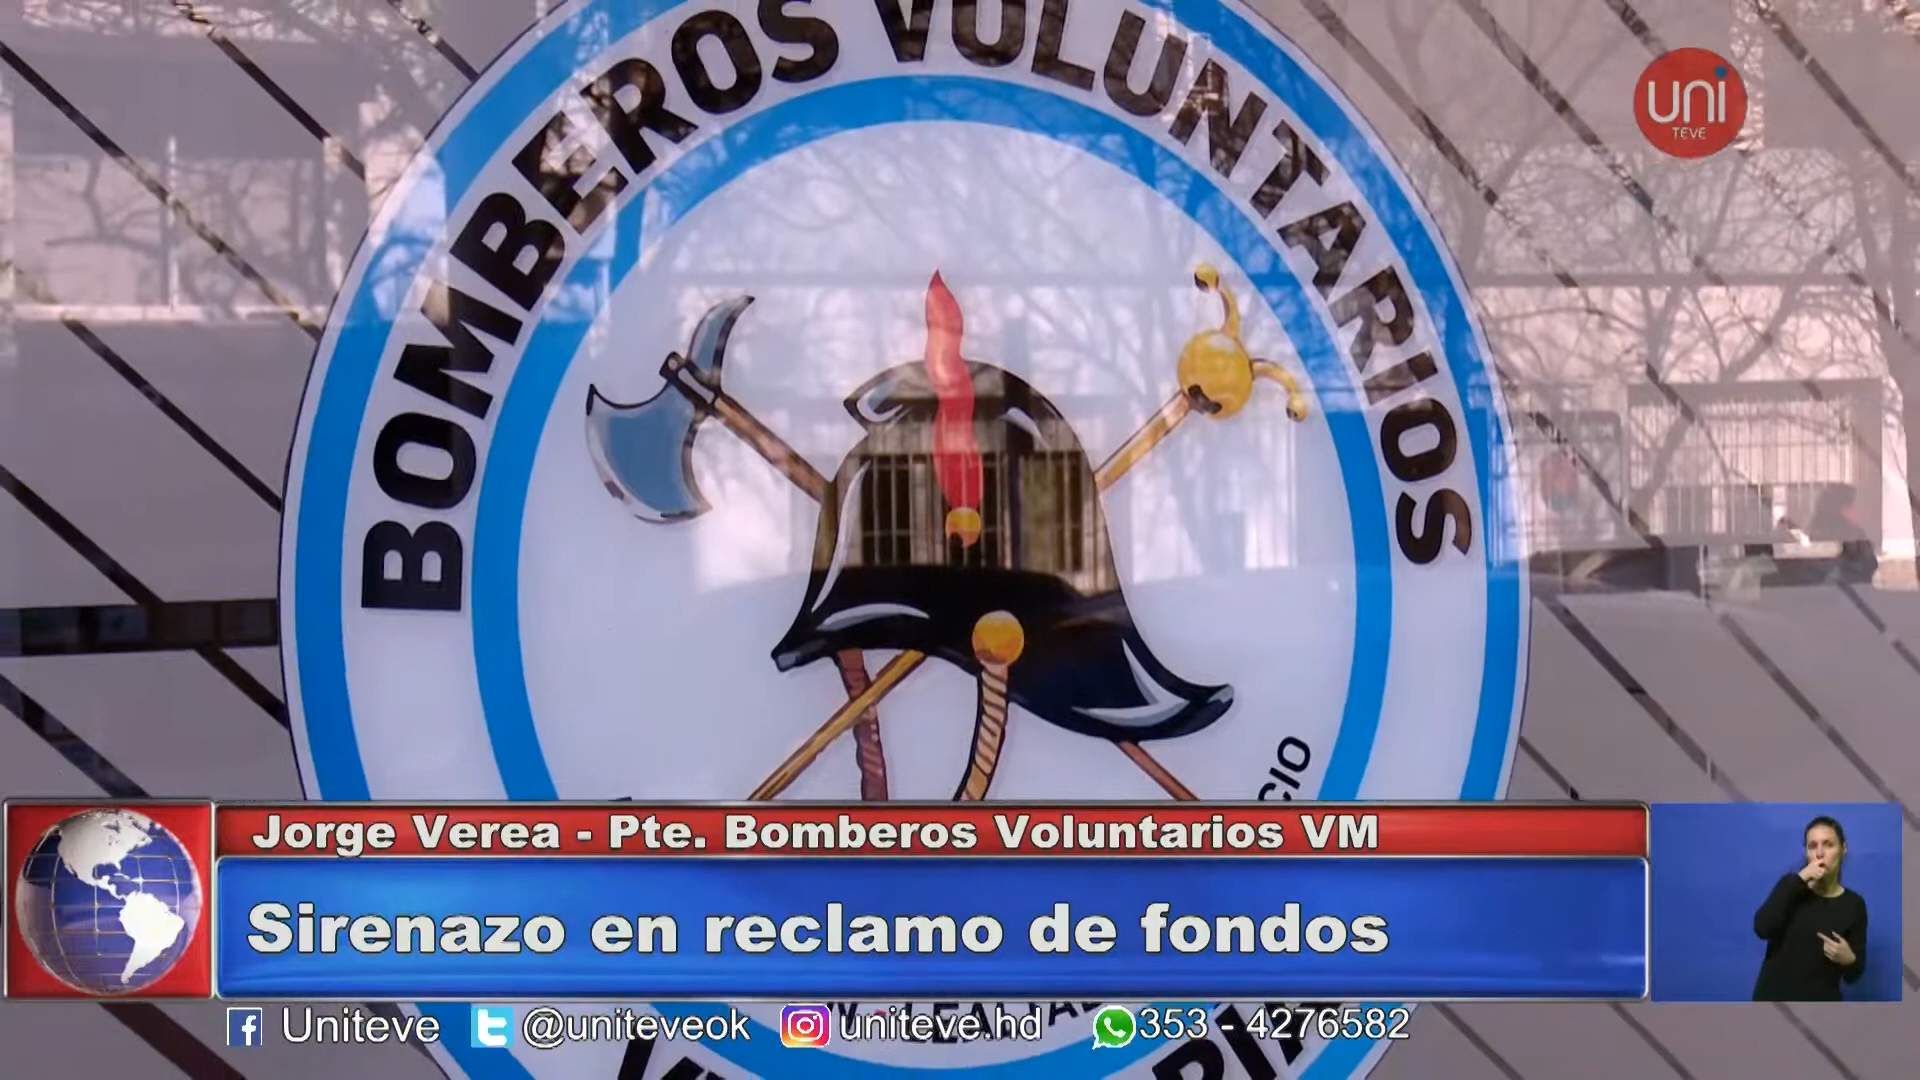 BOMBEROS VOLUNTARIOS
uni
TEVE
Jorge Verea - Pte. Bomberos Voluntarios VM
Sirenazo en reclamo de fondos
Uniteve
@uniteveok
uniteve.hd
353 - 4276582